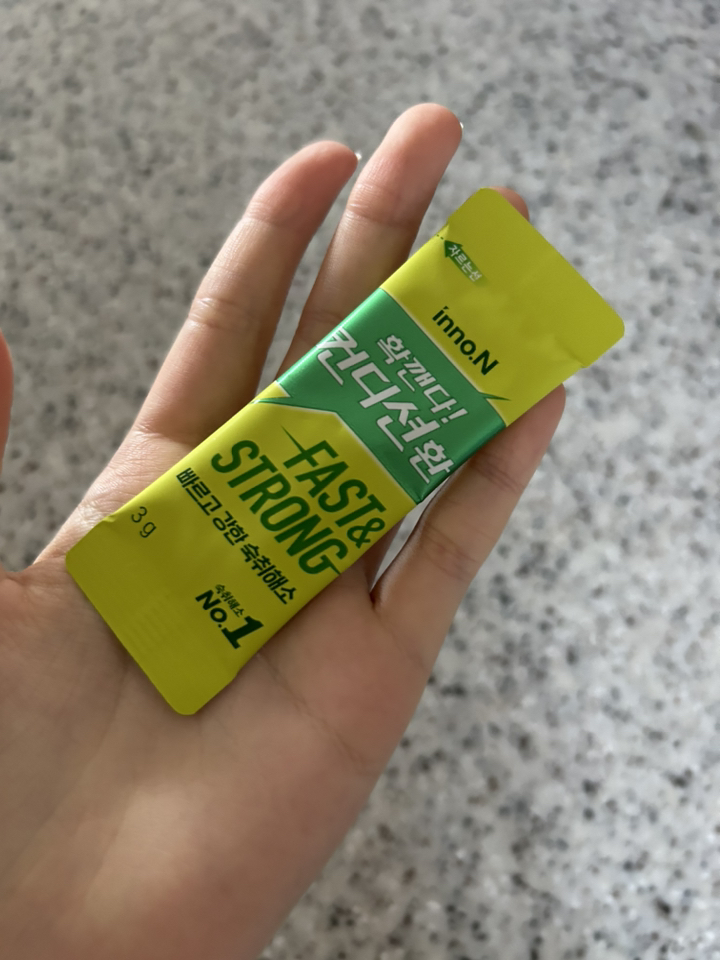 자르는선
inno.N
확깬다!
컨디션환
FAST&
STRONG
빠르고 강한 숙취해소
3 g
숙취해소
No.1